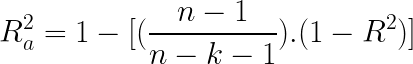 R_a^2 = 1 - [(\frac{n-1}{n-k-1}).(1-R^2)]